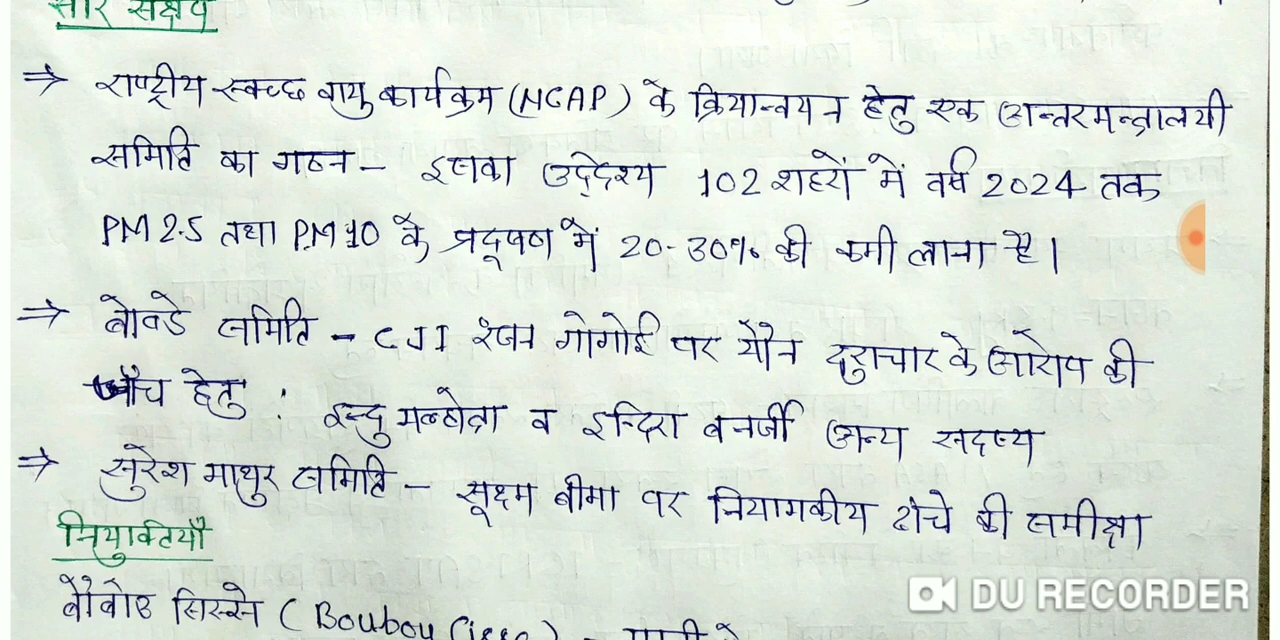 सार संक्षेप
⇒ राष्ट्रीय स्वच्छ वायु कार्यक्रम (NCAP) के क्रियान्वयन हेतु एक अन्तरमन्त्रालयी
समिति का गठन - इसका उद्देश्य 102 शहरों में वर्ष 2024 तक
PM 2.5 तथा PM 10 के प्रदूषण में 20-30% की कमी लाना है।
⇒ बोवडे समिति - CJI रंजन गोगोई पर यौन दुराचार के आरोप की
जाँच हेतु : इन्दु मल्होत्रा व इन्दिरा बनर्जी अन्य सदस्य
⇒ सुरेश माथुर समिति - सूक्ष्म बीमा पर नियामकीय ढांचे की समीक्षा
नियुक्तियाँ
सिस्से (Boubou Cisse) -
DU RECORDER